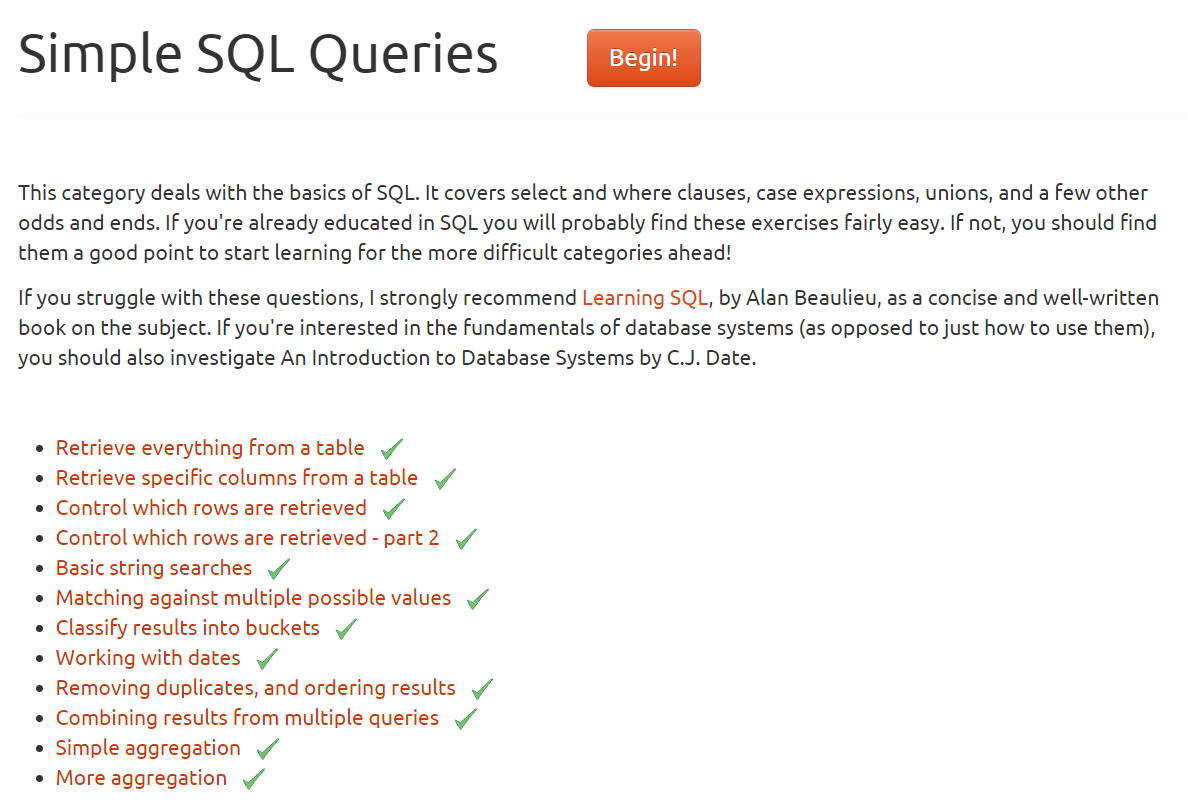 Simple SQL Queries
Begin!
This category deals with the basics of SQL. It covers select and where clauses, case expressions, unions, and a few other
odds and ends. If you're already educated in SQL you will probably find these exercises fairly easy. If not, you should find
them a good point to start learning for the more difficult categories ahead!
If you struggle with these questions, I strongly recommend Learning SQL, by Alan Beaulieu, as a concise and well-written
book on the subject. If you're interested in the fundamentals of database systems (as opposed to just how to use them),
you should also investigate An Introduction to Database Systems by C.J. Date.
Retrieve everything from a table
Retrieve specific columns from a table
Control which rows are retrieved
Control which rows are retrieved - part 2
Basic string searches
Matching against multiple possible values
Classify results into buckets
Working with dates
Removing duplicates, and ordering results
Combining results from multiple queries
Simple aggregation
More aggregation